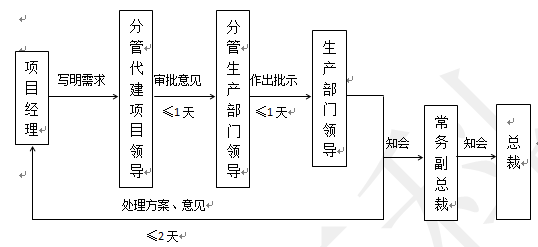 项目经理
写明需求
分管代建项目领导
审批意见
≤1天
分管生产部门领导
作出批示
≤1天
生产部门领导
知会
常务副总裁
知会
总裁
处理方案、意见
≤2天